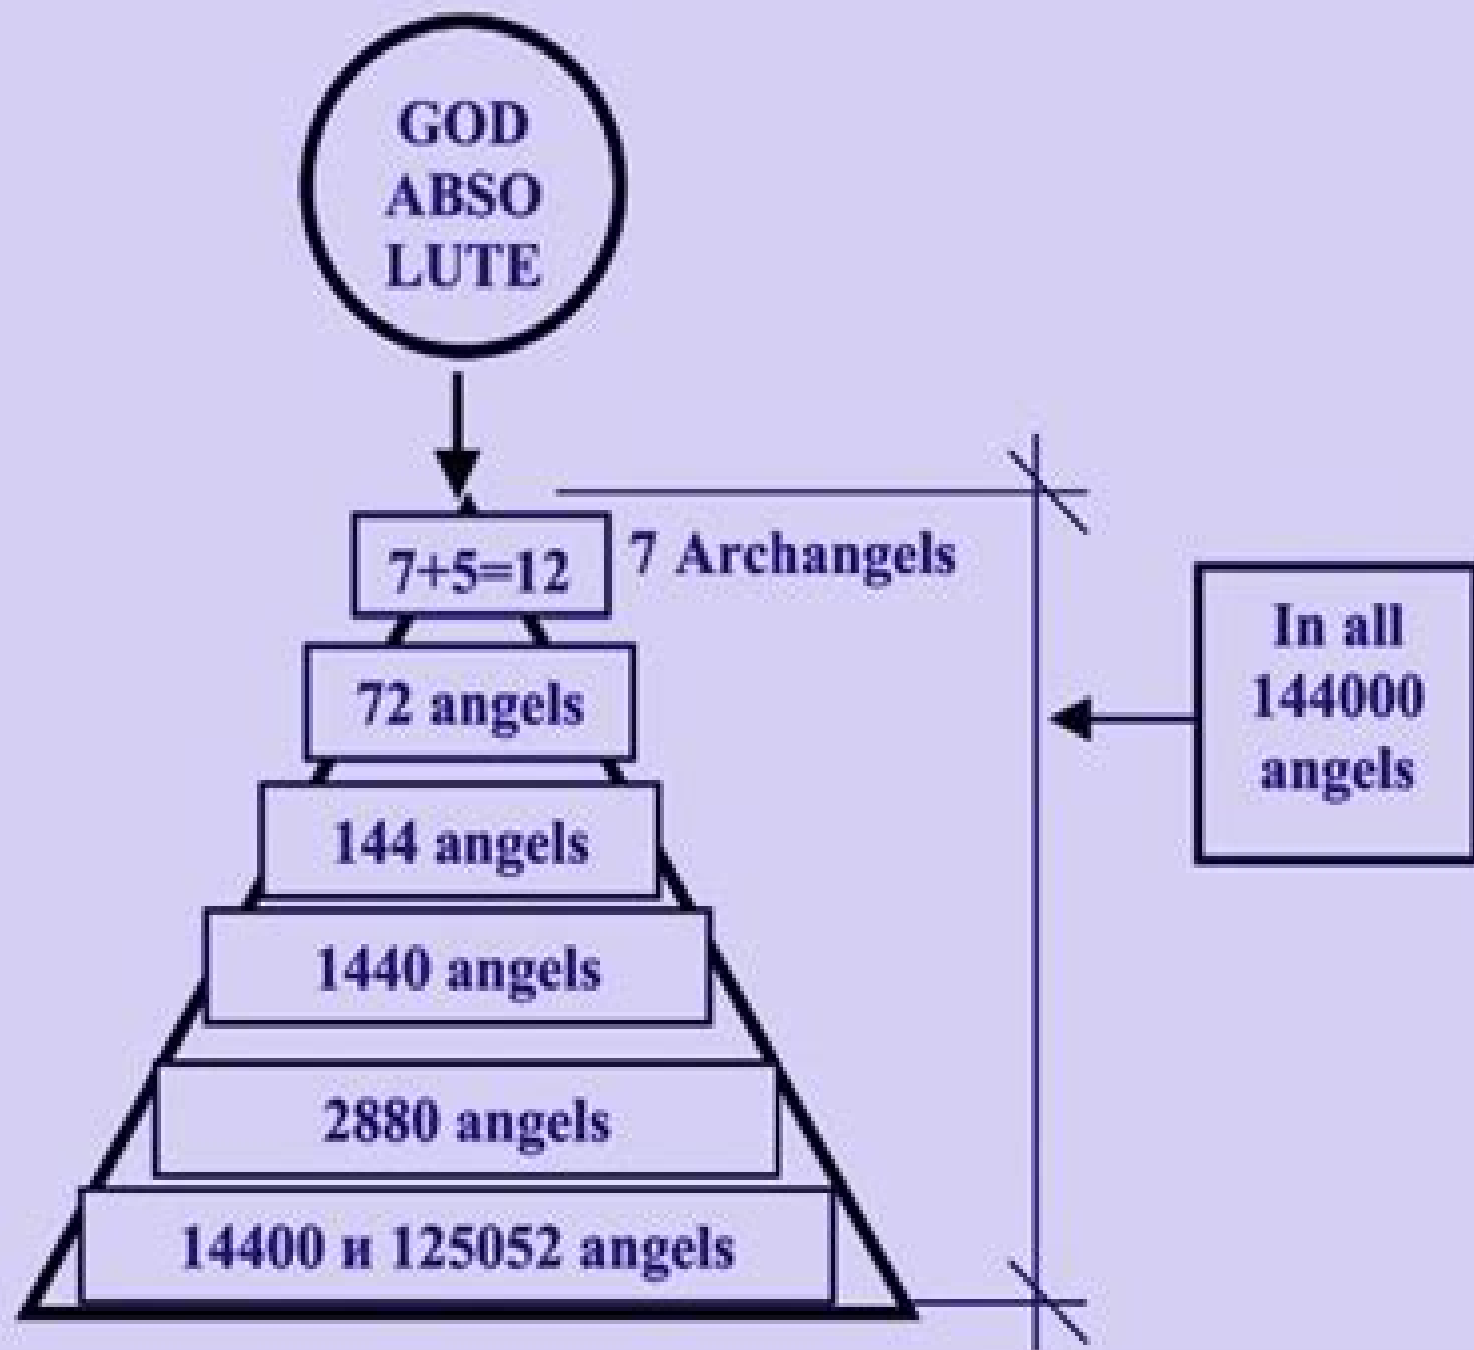 GOD
ABSO
LUTE
7+5=12
7 Archangels
72 angels
144 angels
1440 angels
2880 angels
14400 и 125052 angels
In all
144000
angels